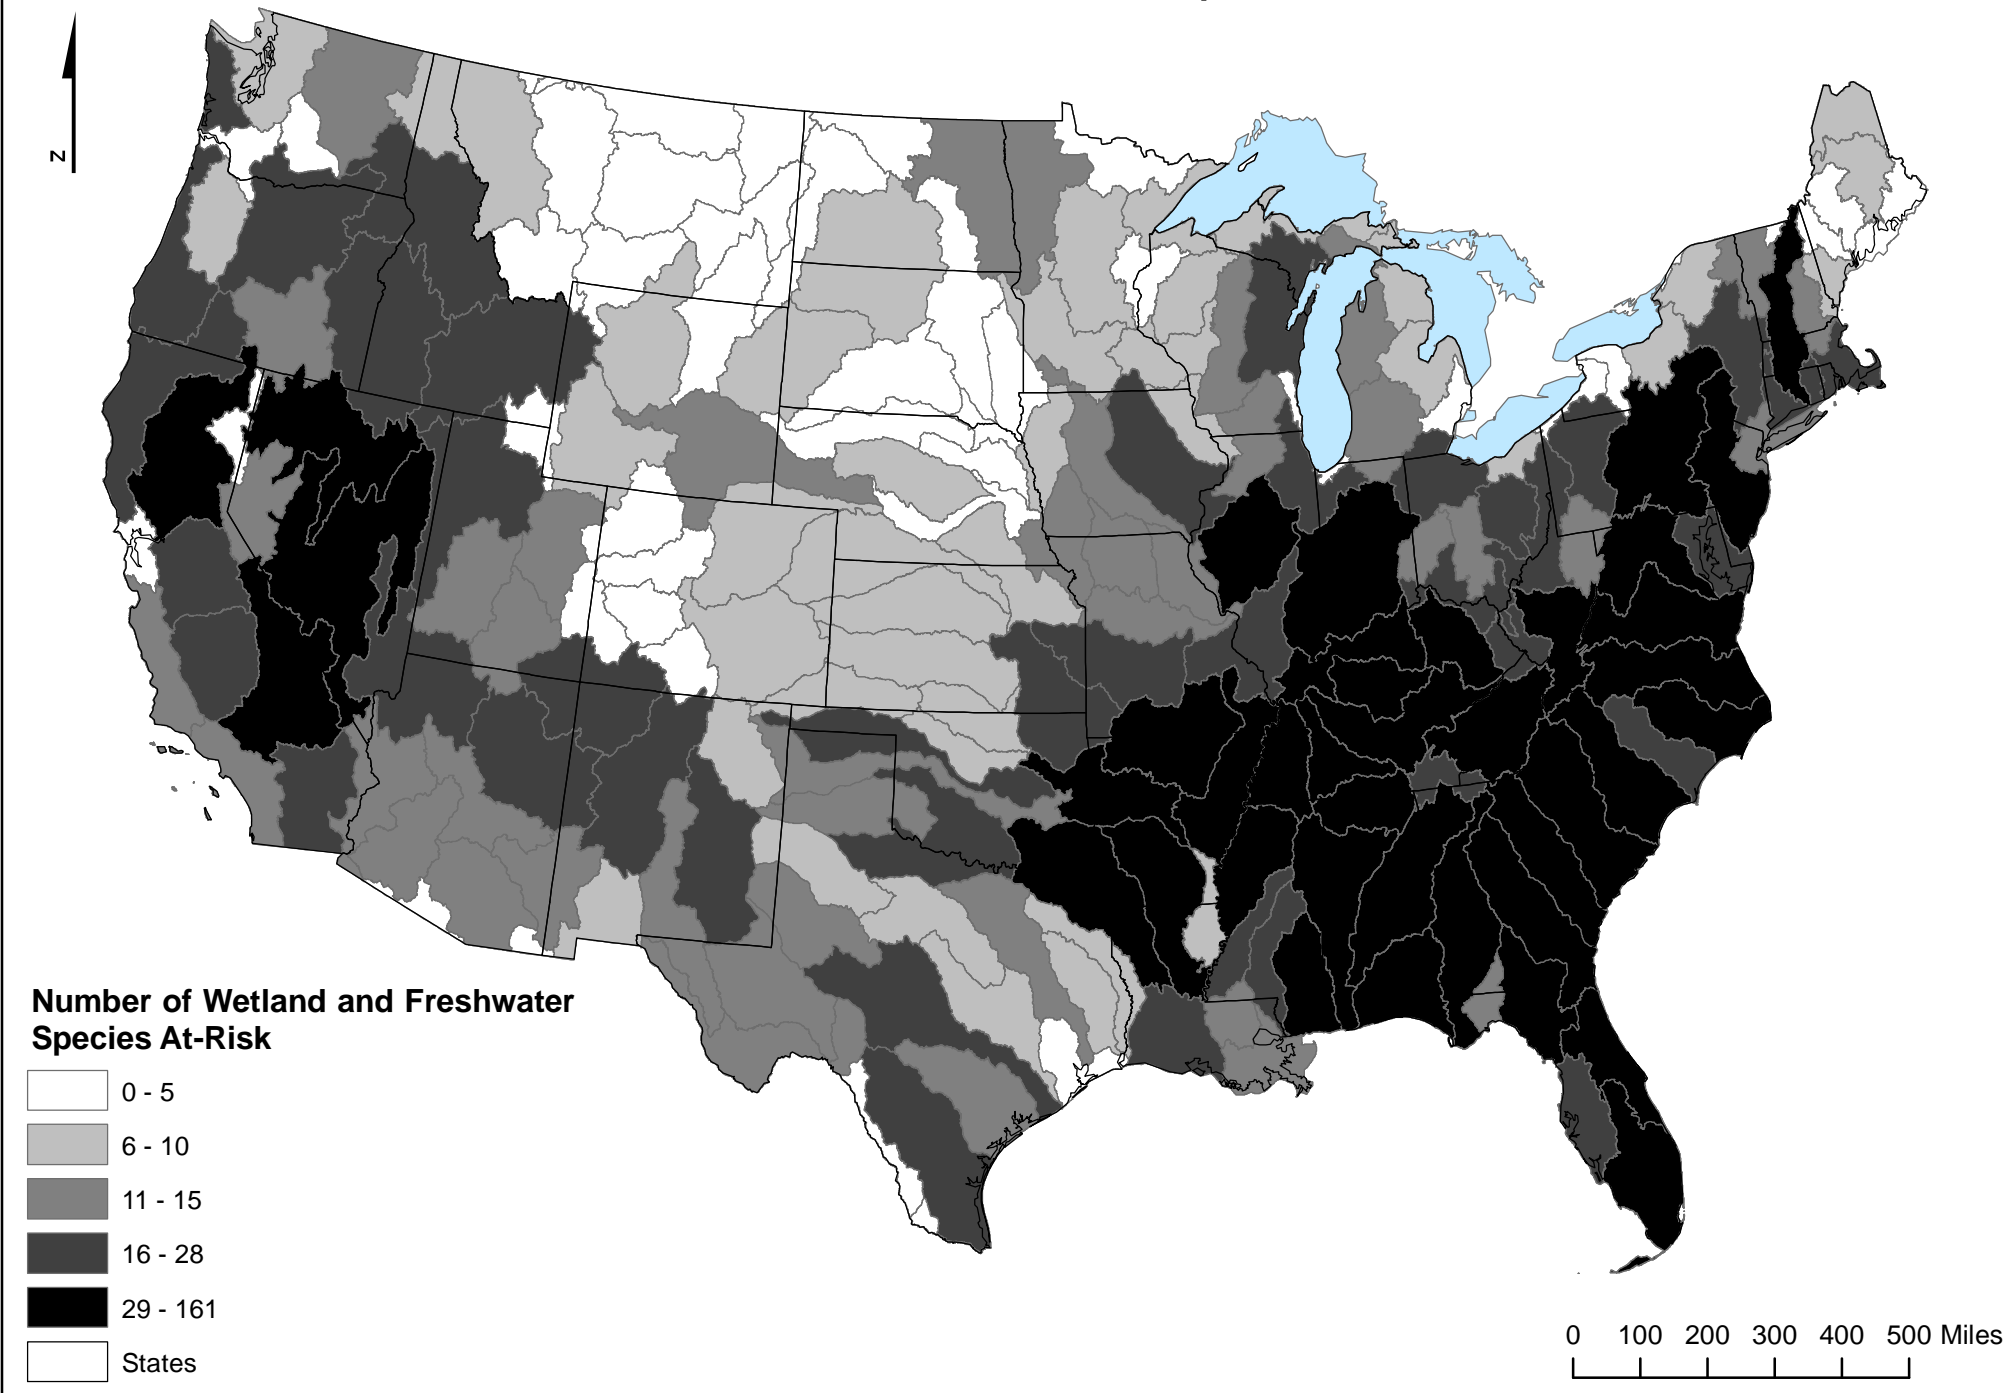 N
Number of Wetland and Freshwater
Species At-Risk
0 - 5
6 - 10
11 - 15
16 - 28
29 - 161
States
0 100 200 300 400 500 Miles